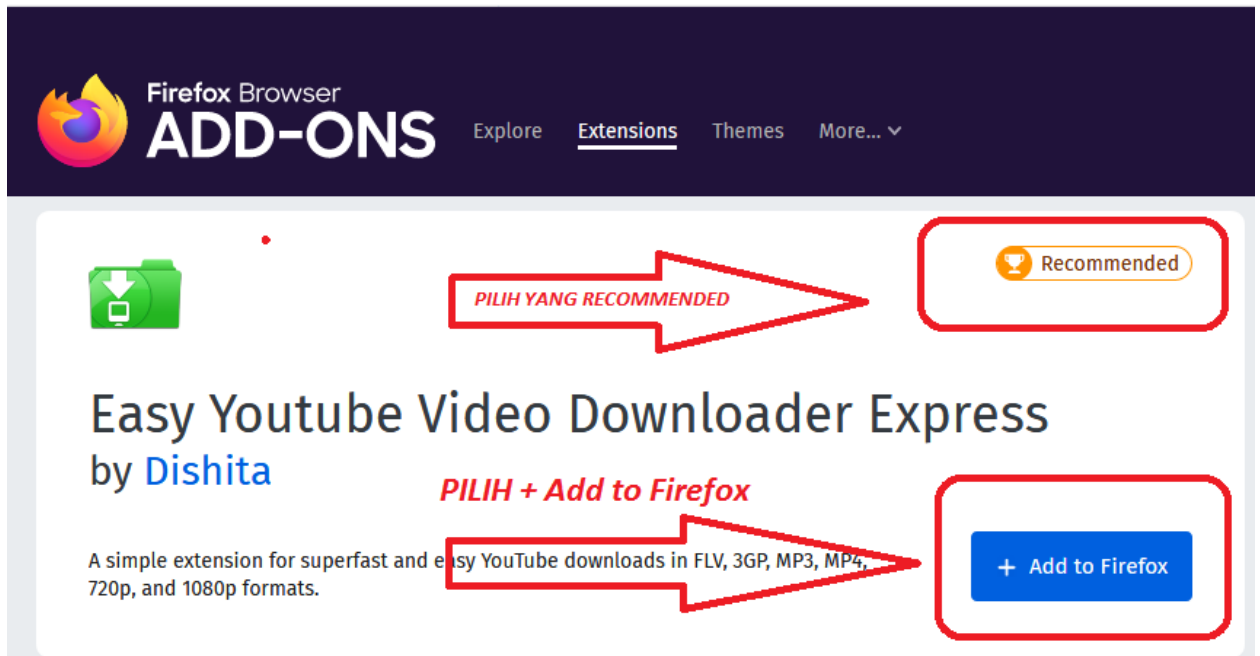 Firefox Browser
ADD-ONS
Explore Extensions Themes More...
Recommended
PILIH YANG RECOMMENDED
Easy Youtube Video Downloader Express
by Dishita
PILIH + Add to Firefox
A simple extension for superfast and easy YouTube downloads in FLV, 3GP, MP3, MP4,
720p, and 1080p formats.
+ Add to Firefox